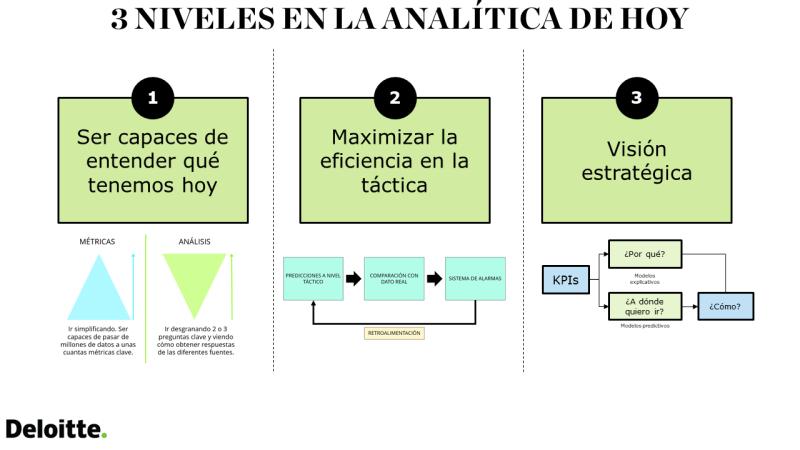 3 NIVELES EN LA ANALÍTICA DE HOY
1
Ser capaces de
entender qué
tenemos hoy
MÉTRICAS
ANÁLISIS
Ir simplificando. Ser
capaces de pasar de
millones de datos a unas
cuantas métricas clave.
Ir desgranando 2 o 3
preguntas clave y viendo
cómo obtener respuestas
de las diferentes fuentes.
2
Maximizar la
eficiencia en la
táctica
PREDICCIONES A NIVEL
TÁCTICO
COMPARACIÓN CON
DATO REAL
SISTEMA DE ALARMAS
RETROALIMENTACIÓN
3
Visión
estratégica
KPIs
¿Por qué?
Modelos
explicativos
¿A dónde
quiero ir?
Modelos predictivos
¿Cómo?
Deloitte.